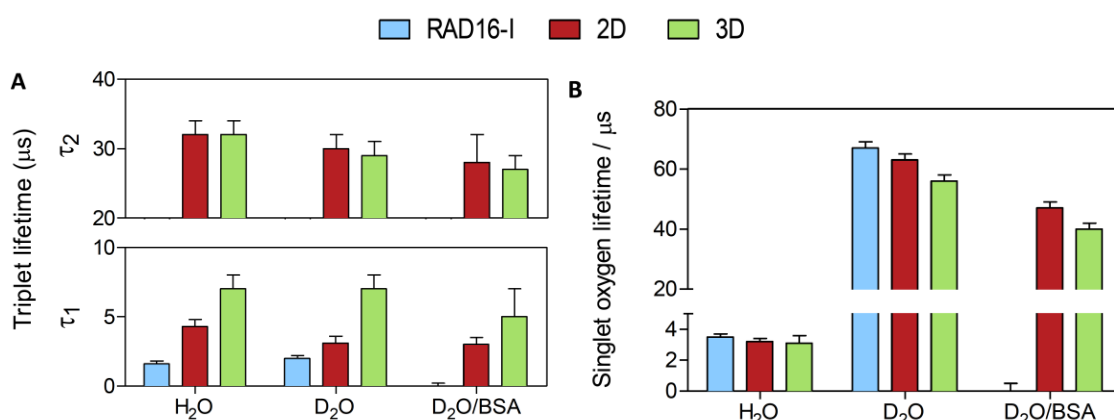 RAD16-I 2D 3D
A
Triplet lifetime (μs)
τ2
40
30
20
τ1
10
5
0
H2O D2O D2O/BSA
B
Singlet oxygen lifetime / μs
80
60
40
20
4
2
0
H2O D2O D2O/BSA